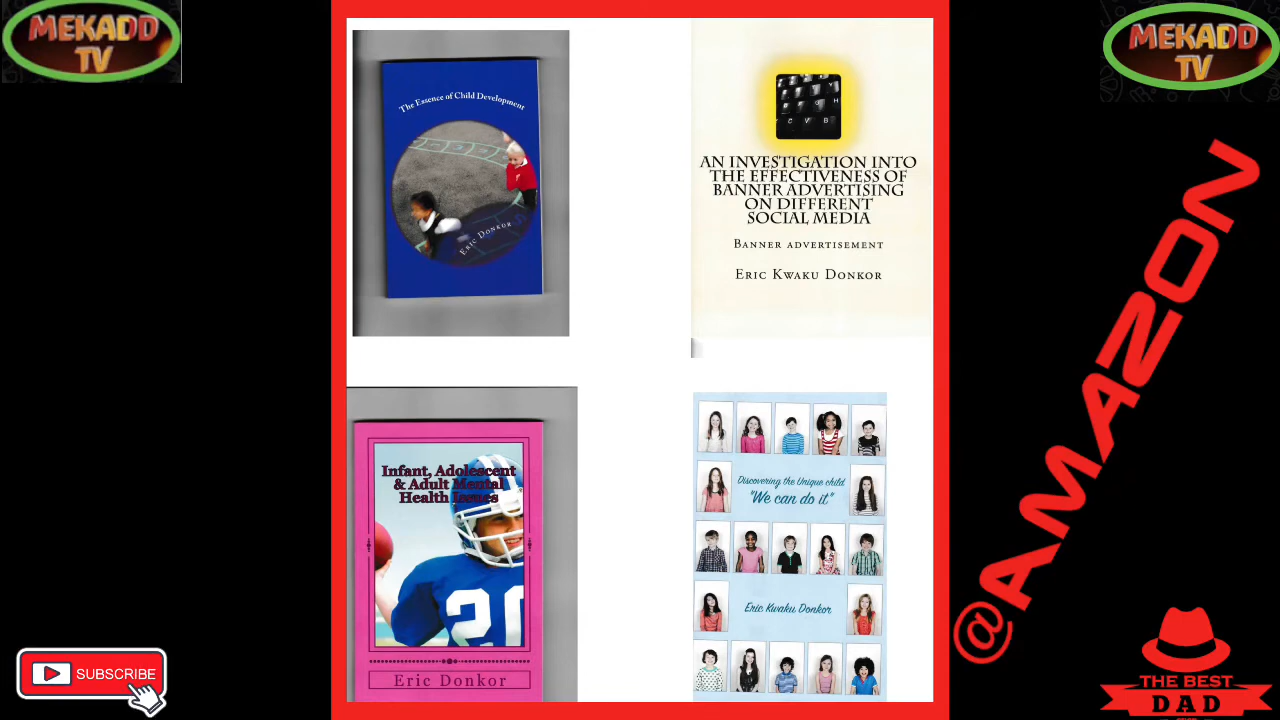 MEKADD
TV
MEKADD
TV
The Essence of Child Development
Eric Donkor
Y
G H
C V B
AN INVESTIGATION INTO
THE EFFECTIVENESS OF
BANNER ADVERTISING
ON DIFFERENT
SOCIAL MEDIA
Banner advertisement
Eric Kwaku Donkor
Infant, Adolescent
& Adult Mental
Health Issues
20
Eric Donkor
Discovering the Unique child
"We can do it"
Eric Kwaku Donkor
@AMAZON
SUBSCRIBE
THE BEST
DAD